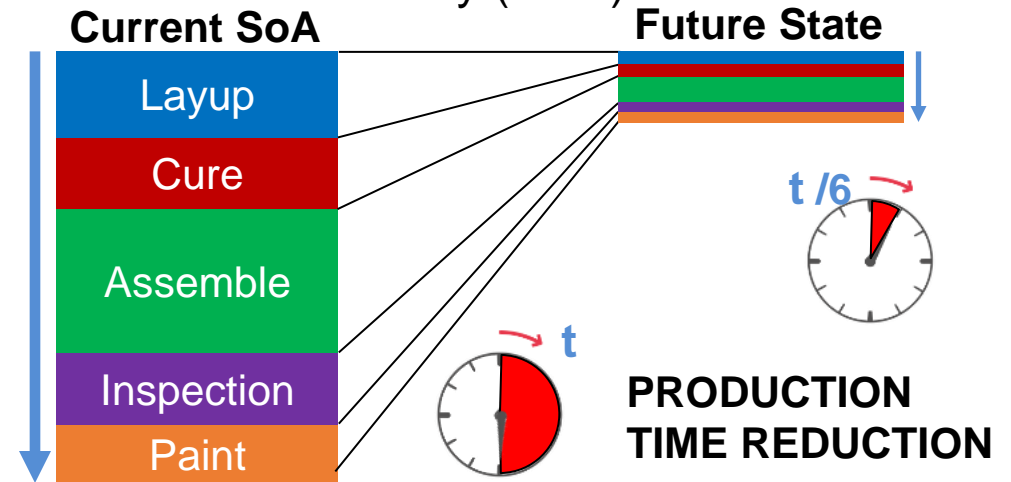 Current SoA
Future State
Layup
Cure
Assemble
Inspection
Paint
t /6
t
PRODUCTION
TIME REDUCTION